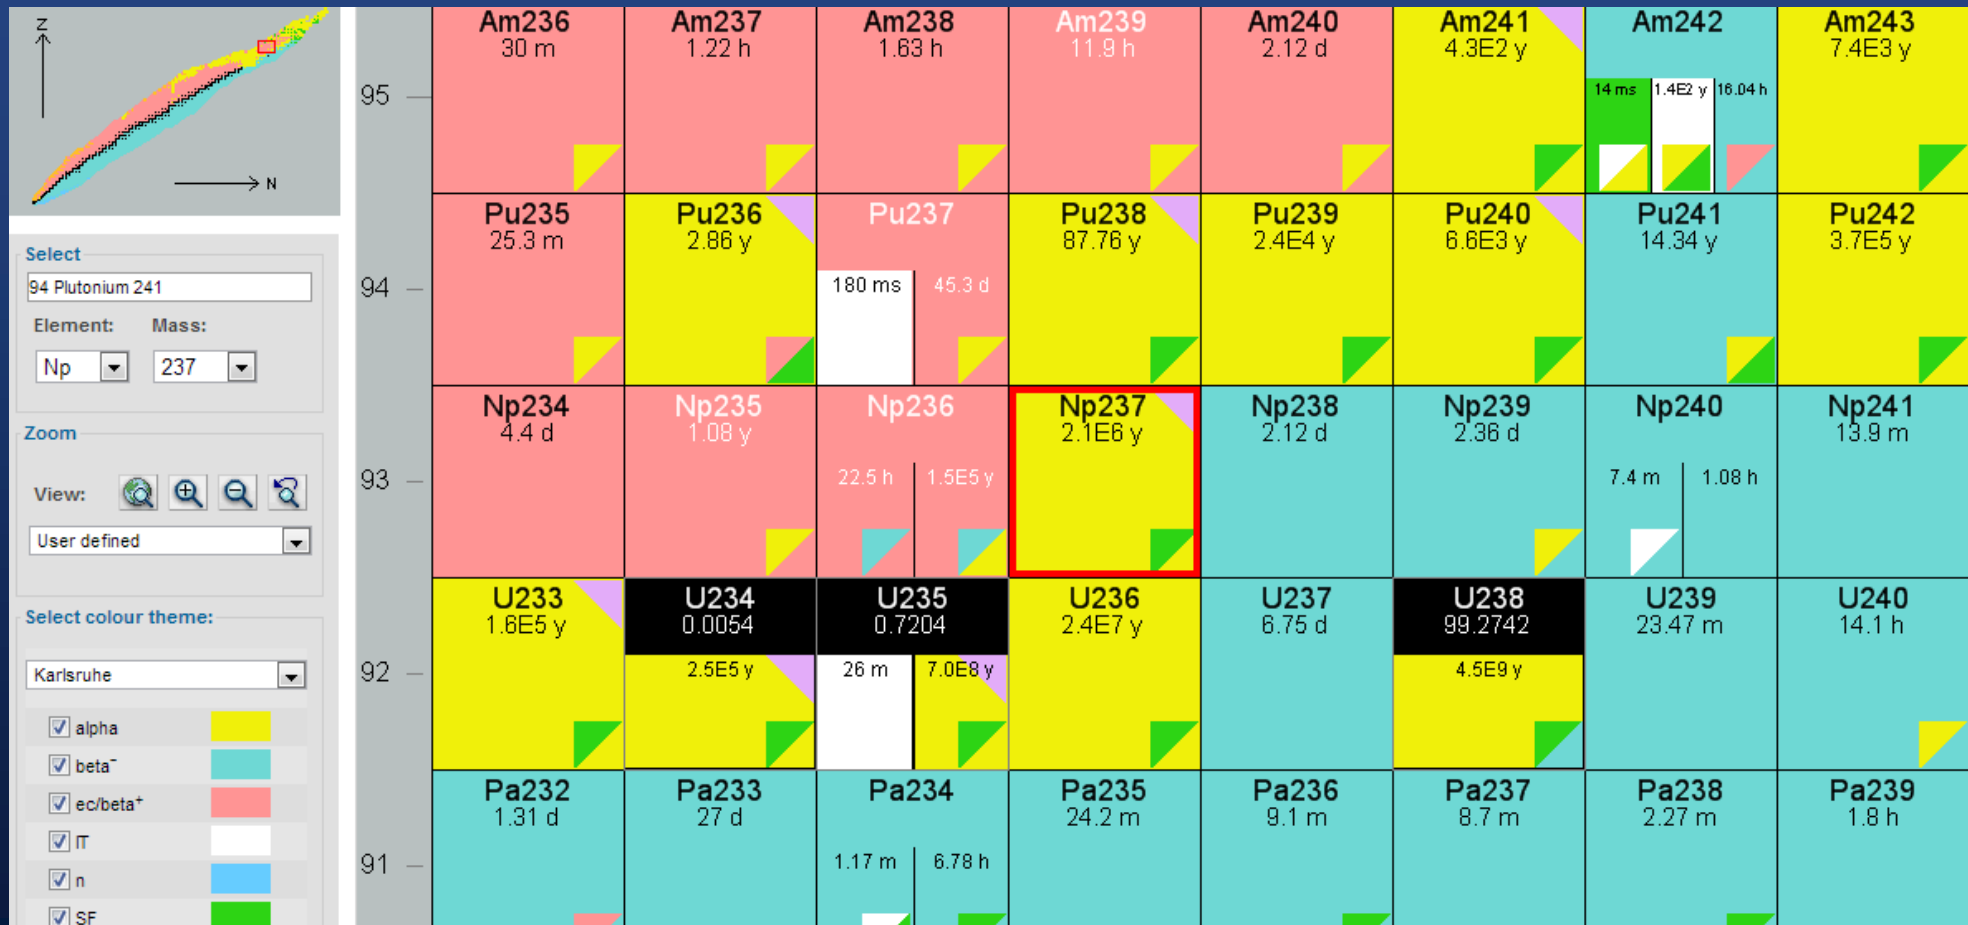 Z
N
Select
94 Plutonium 241
Element: Mass:
Np 237
Zoom
View:
User defined
Select colour theme:
Karlsruhe
alpha
beta⁻
ec/beta⁺
IT
n
SF
95
Am236 Am237 Am238 Am239 Am240 Am241 Am242 Am243
30 m 1.22 h 1.63 h 11.9 h 2.12 d 4.3E2 y 7.4E3 y
14 ms 1.4E2 y 16.04 h
94
Pu235 Pu236 Pu237 Pu238 Pu239 Pu240 Pu241 Pu242
25.3 m 2.86 y 87.76 y 2.4E4 y 6.6E3 y 14.34 y 3.7E5 y
180 ms 45.3 d
93
Np234 Np235 Np236 Np237 Np238 Np239 Np240 Np241
4.4 d 1.08 y 2.1E6 y 2.12 d 2.36 d 13.9 m
22.5 h 1.5E5 y 7.4 m 1.08 h
92
U233 U234 U235 U236 U237 U238 U239 U240
1.6E5 y 0.0054 0.7204 2.4E7 y 6.75 d 99.2742 23.47 m 14.1 h
2.5E5 y 26 m 7.0E8 y 4.5E9 y
91
Pa232 Pa233 Pa234 Pa235 Pa236 Pa237 Pa238 Pa239
1.31 d 27 d 24.2 m 9.1 m 8.7 m 2.27 m 1.8 h
1.17 m 6.78 h